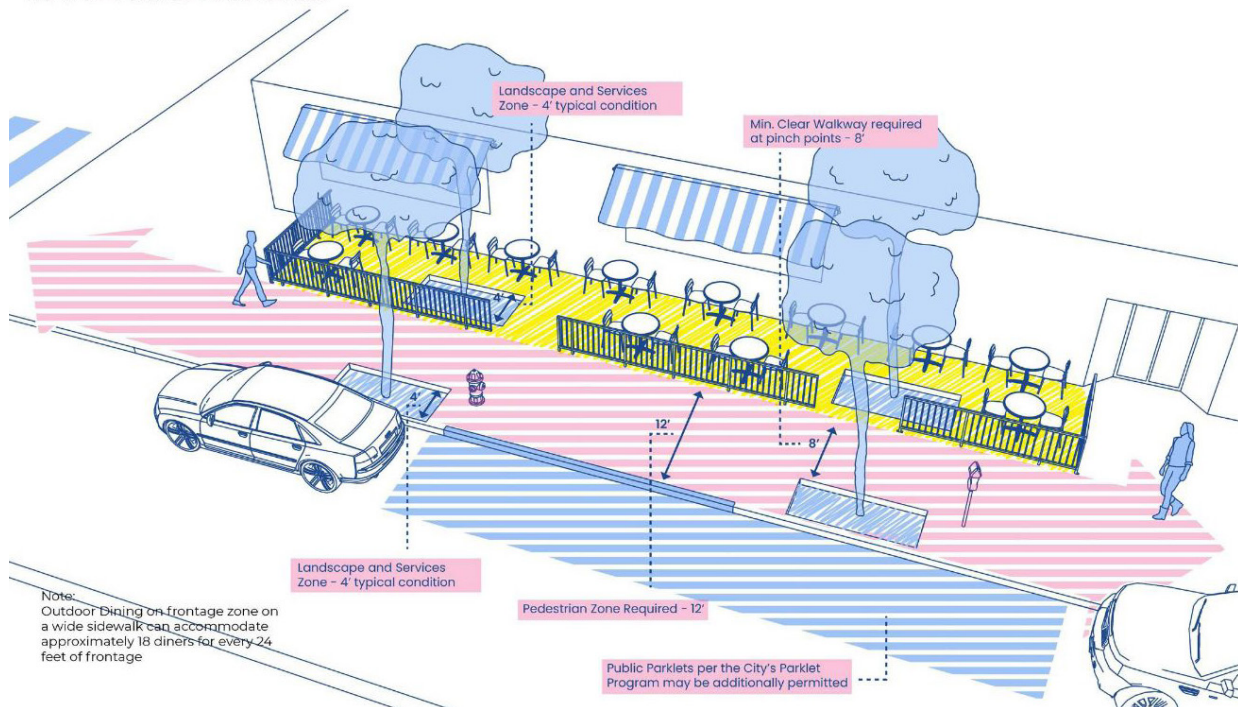 Landscape and Services
Zone - 4' typical condition
Min. Clear Walkway required
at pinch points - 8'
4'
4'
12'
8'
Landscape and Services
Zone - 4' typical condition
Pedestrian Zone Required - 12'
Note:
Outdoor Dining on frontage zone on
a wide sidewalk can accommodate
approximately 18 diners for every 24
feet of frontage
Public Parklets per the City's Parklet
Program may be additionally permitted